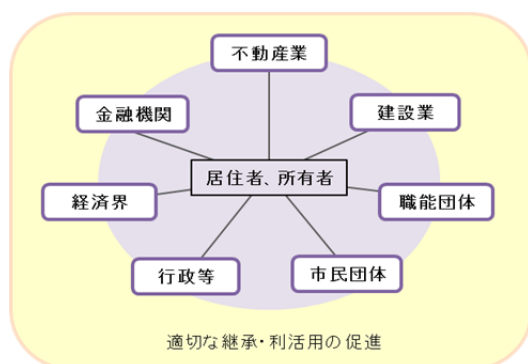 不動産業
金融機関
建設業
居住者、所有者
経済界
職能団体
行政等
市民団体
適切な継承・利活用の促進